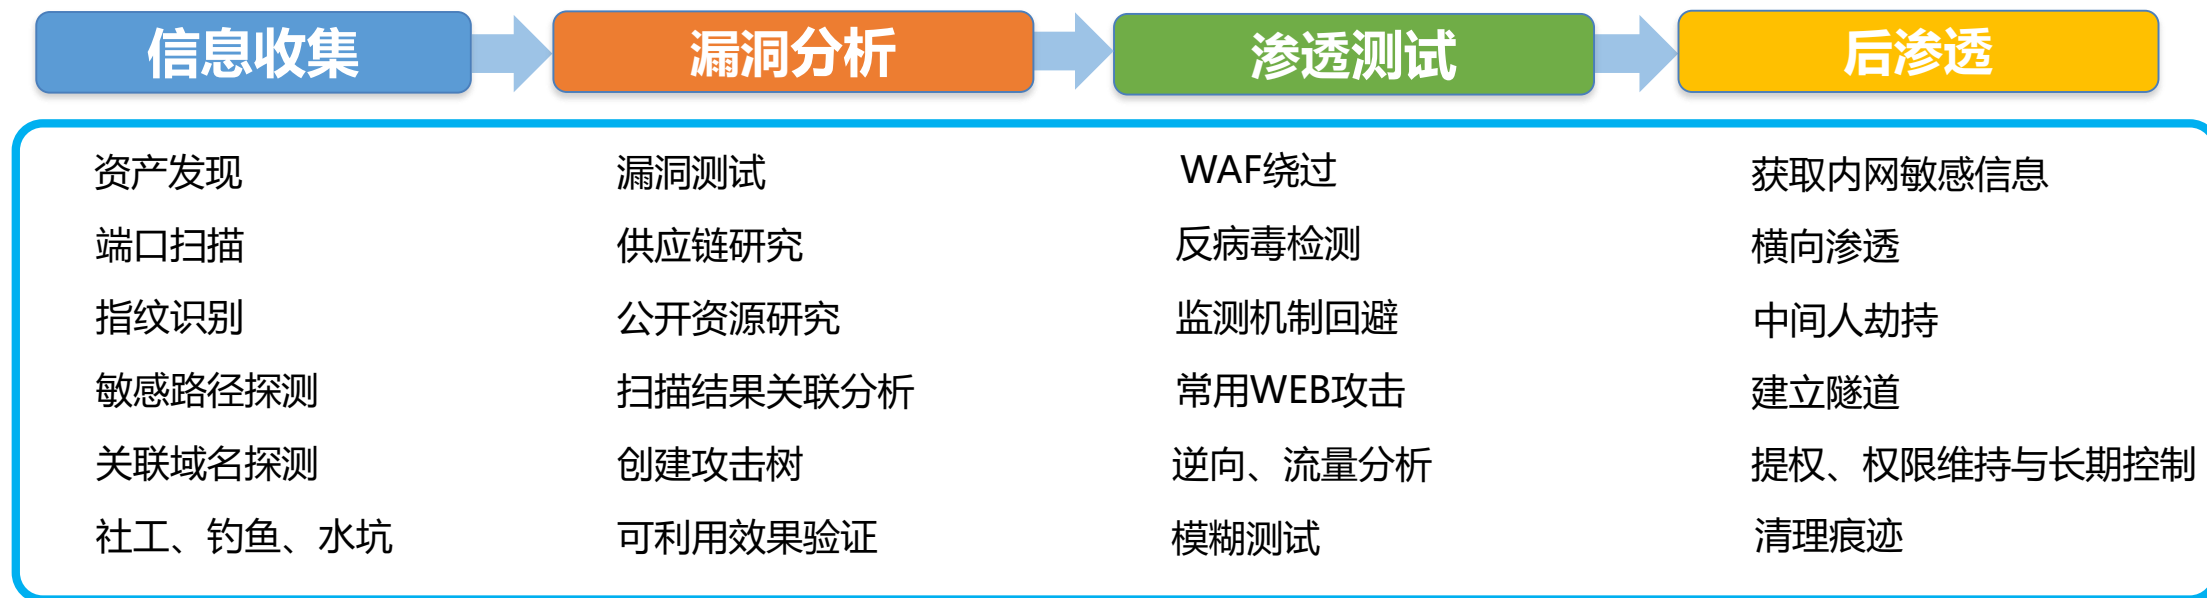 信息收集
漏洞分析
渗透测试
后渗透
资产发现
端口扫描
指纹识别
敏感路径探测
关联域名探测
社工、钓鱼、水坑
漏洞测试
供应链研究
公开资源研究
扫描结果关联分析
创建攻击树
可利用效果验证
WAF绕过
反病毒检测
监测机制回避
常用WEB攻击
逆向、流量分析
模糊测试
获取内网敏感信息
横向渗透
中间人劫持
建立隧道
提权、权限维持与长期控制
清理痕迹